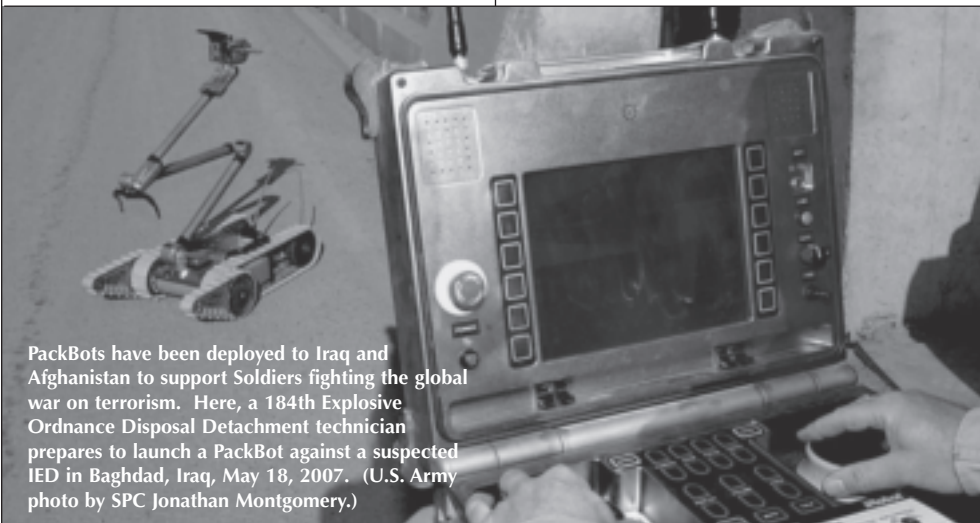 PackBots have been deployed to Iraq and
Afghanistan to support Soldiers fighting the global
war on terrorism.  Here, a 184th Explosive
Ordnance Disposal Detachment technician
prepares to launch a PackBot against a suspected
IED in Baghdad, Iraq, May 18, 2007.  (U.S. Army
photo by SPC Jonathan Montgomery.)